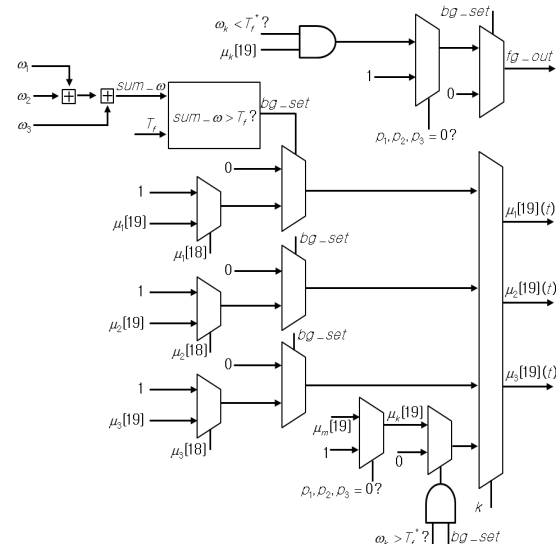 bg_set
ω_k < T_f^* ?
μ_k[19]
fg_out
1
0
p_1, p_2, p_3 = 0?
ω_1
ω_2
ω_3
sum_ω
T_f
sum_ω > T_f ?
bg_set
0
1
μ_1[19]
μ_1[18]
μ_1[19](t)
bg_set
0
1
μ_2[19]
μ_2[18]
μ_2[19](t)
bg_set
0
1
μ_3[19]
μ_3[18]
μ_3[19](t)
μ_m[19]
μ_k[19]
1
0
p_1, p_2, p_3 = 0?
k
ω_k > T_f^* ?
bg_set